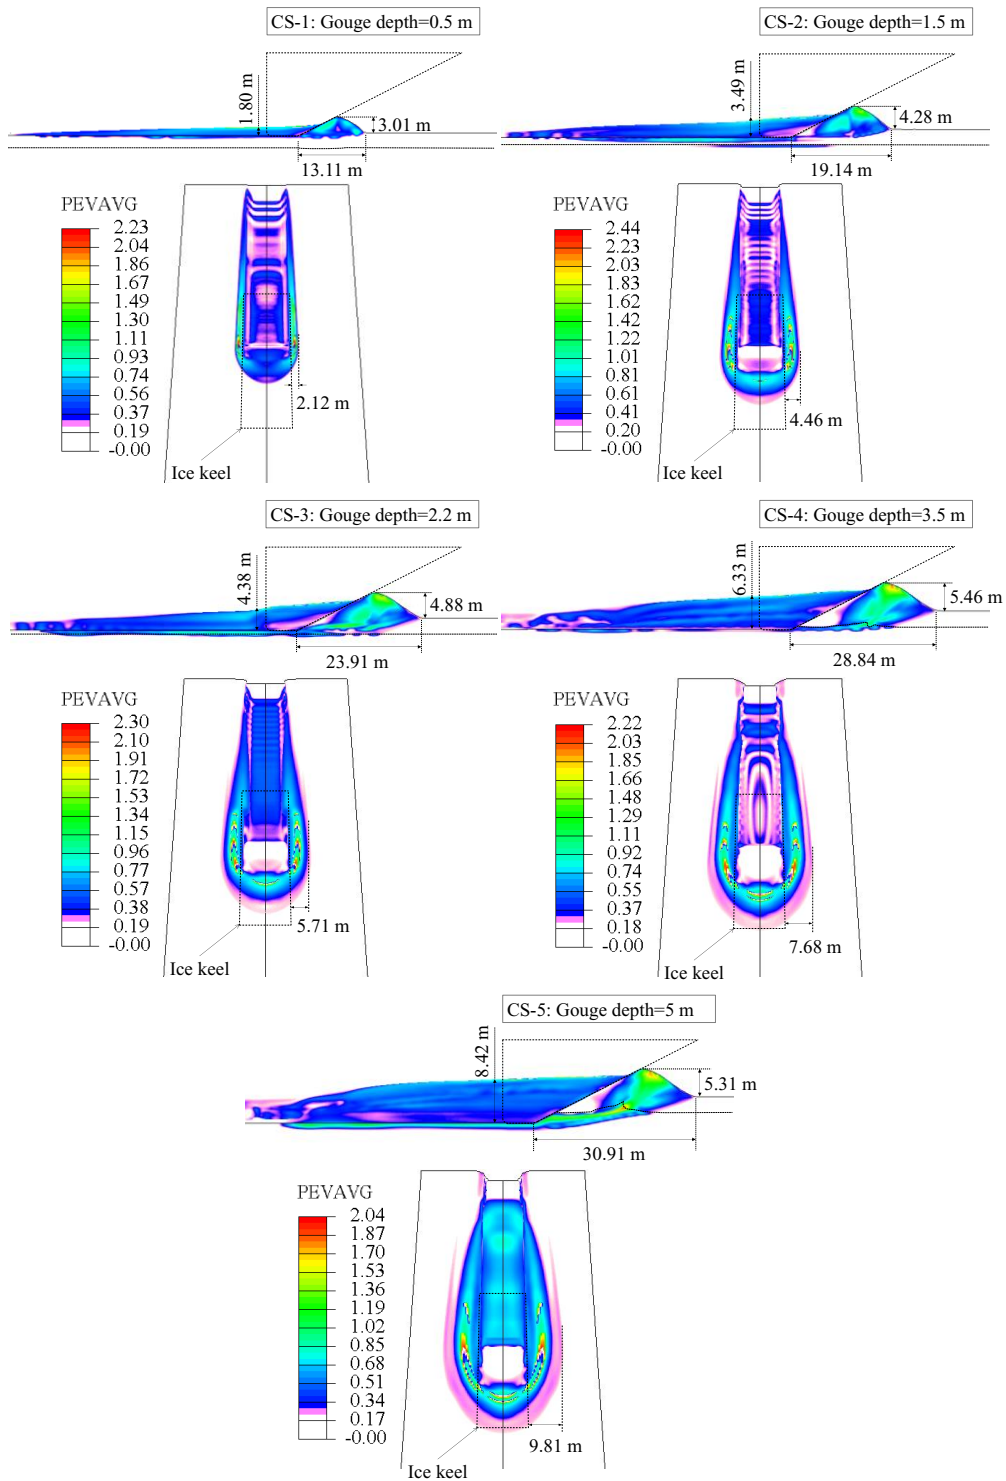 CS-1: Gouge depth=0.5 m
1.80 m
3.01 m
13.11 m
PEVAVG
2.23
2.04
1.86
1.67
1.49
1.30
1.11
0.93
0.74
0.56
0.37
0.19
-0.00
2.12 m
Ice keel
CS-2: Gouge depth=1.5 m
3.49 m
4.28 m
19.14 m
PEVAVG
2.44
2.23
2.03
1.83
1.62
1.42
1.22
1.01
0.81
0.61
0.41
0.20
-0.00
4.46 m
Ice keel
CS-3: Gouge depth=2.2 m
4.38 m
4.88 m
23.91 m
PEVAVG
2.30
2.10
1.91
1.72
1.53
1.34
1.15
0.96
0.77
0.57
0.38
0.19
-0.00
5.71 m
Ice keel
CS-4: Gouge depth=3.5 m
6.33 m
5.46 m
28.84 m
PEVAVG
2.22
2.03
1.85
1.66
1.48
1.29
1.11
0.92
0.74
0.55
0.37
0.18
-0.00
7.68 m
Ice keel
CS-5: Gouge depth=5 m
8.42 m
5.31 m
30.91 m
PEVAVG
2.04
1.87
1.70
1.53
1.36
1.19
1.02
0.85
0.68
0.51
0.34
0.17
-0.00
9.81 m
Ice keel